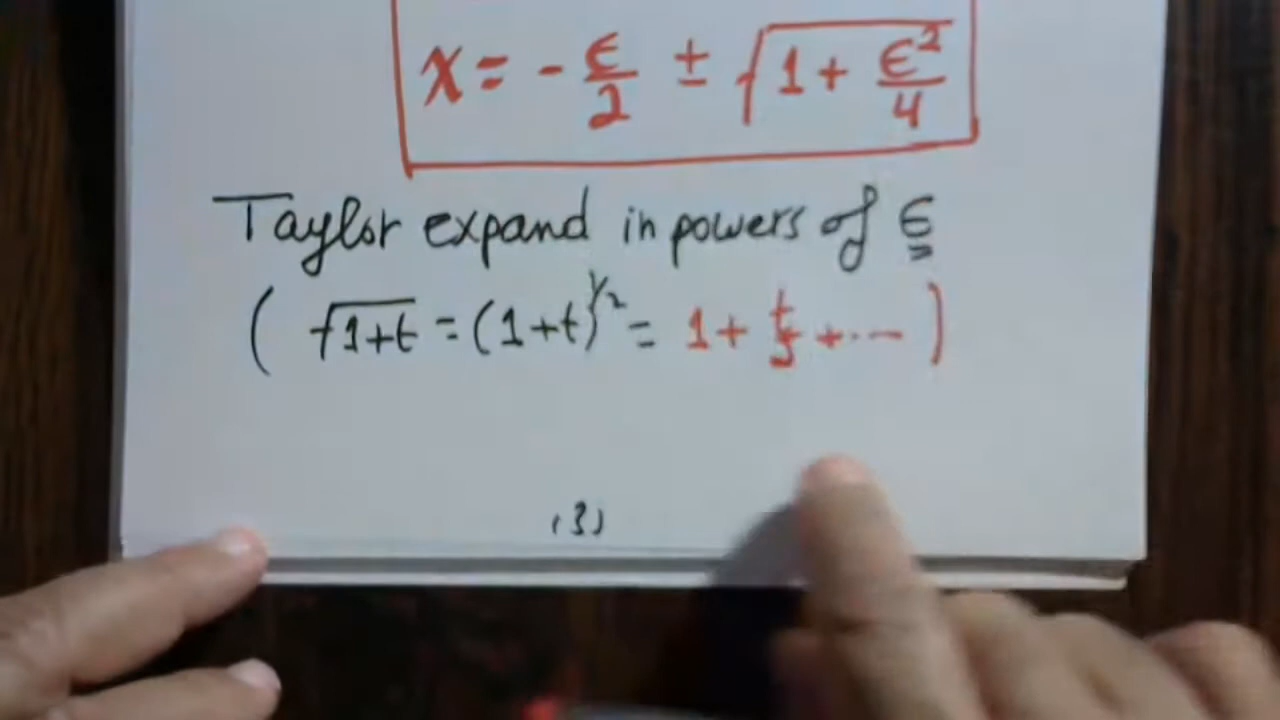 x = - ε/2 ± √1 + ε²/4
Taylor expand in powers of ε
( √1+t = (1+t)^1/2 = 1 + t/2 + ... )
(3)